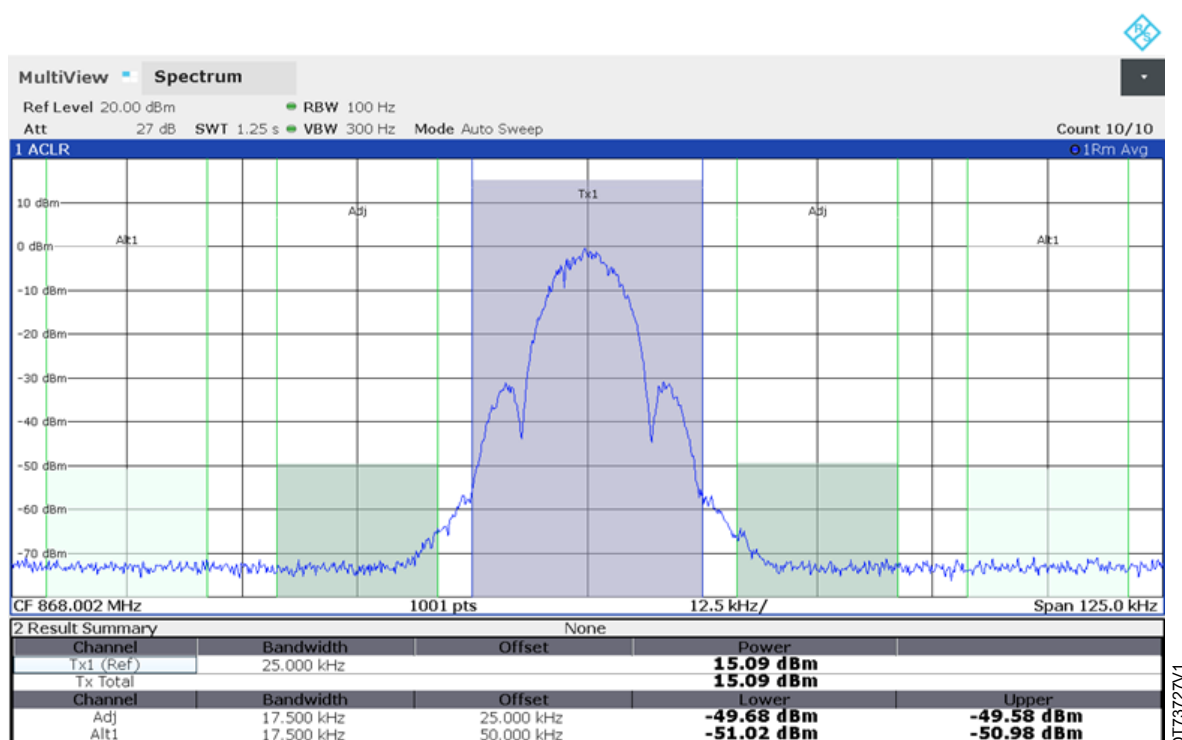 R S
MultiView Spectrum
Ref Level 20.00 dBm RBW 100 Hz
Att 27 dB SWT 1.25 s VBW 300 Hz Mode Auto Sweep Count 10/10
1 ACLR 1Rm Avg
Tx1
10 dBm Adj Adj
0 dBm Alt1 Alt1
-10 dBm
-20 dBm
-30 dBm
-40 dBm
-50 dBm
-60 dBm
-70 dBm
CF 868.002 MHz 1001 pts 12.5 kHz/ Span 125.0 kHz
2 Result Summary None
Channel Bandwidth Offset Power
Tx1 (Ref) 25.000 kHz 15.09 dBm
Tx Total 15.09 dBm
Channel Bandwidth Offset Lower Upper
Adj 17.500 kHz 25.000 kHz -49.68 dBm -49.58 dBm
Alt1 17.500 kHz 50.000 kHz -51.02 dBm -50.98 dBm